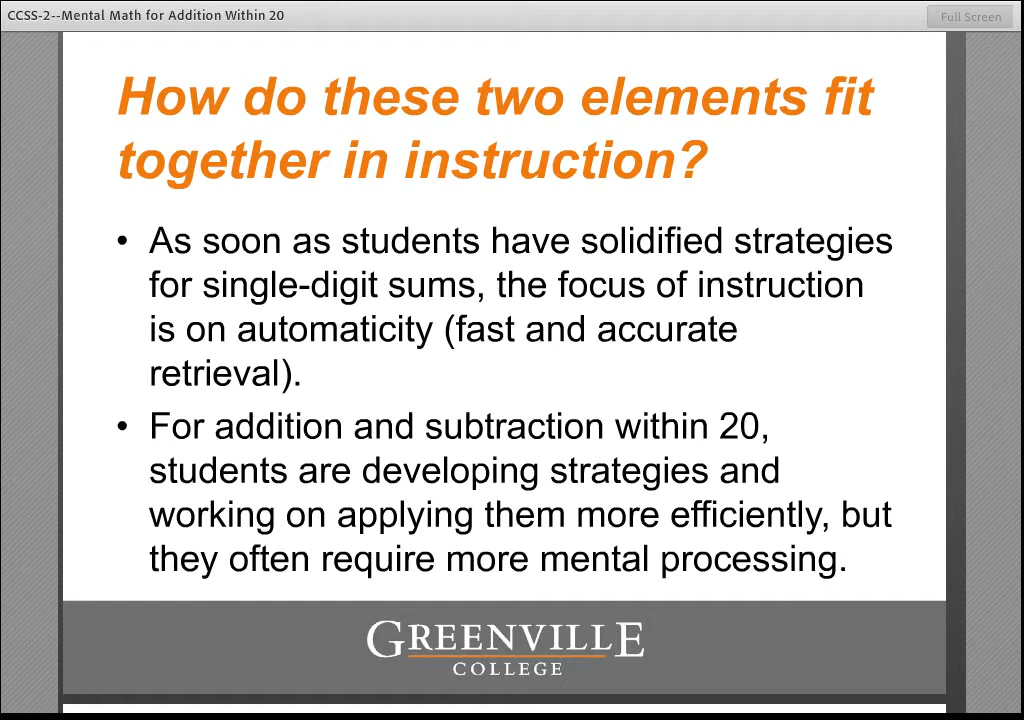 CCSS-2--Mental Math for Addition Within 20
Full Screen
How do these two elements fit
together in instruction?
• As soon as students have solidified strategies
for single-digit sums, the focus of instruction
is on automaticity (fast and accurate
retrieval).
• For addition and subtraction within 20,
students are developing strategies and
working on applying them more efficiently, but
they often require more mental processing.
GREENVILLE
COLLEGE